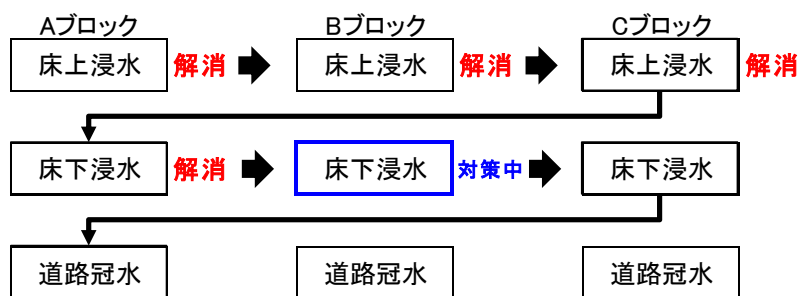 Aブロック Bブロック Cブロック
床上浸水 解消 床上浸水 解消 床上浸水 解消
床下浸水 解消 床下浸水 対策中 床下浸水
道路冠水 道路冠水 道路冠水